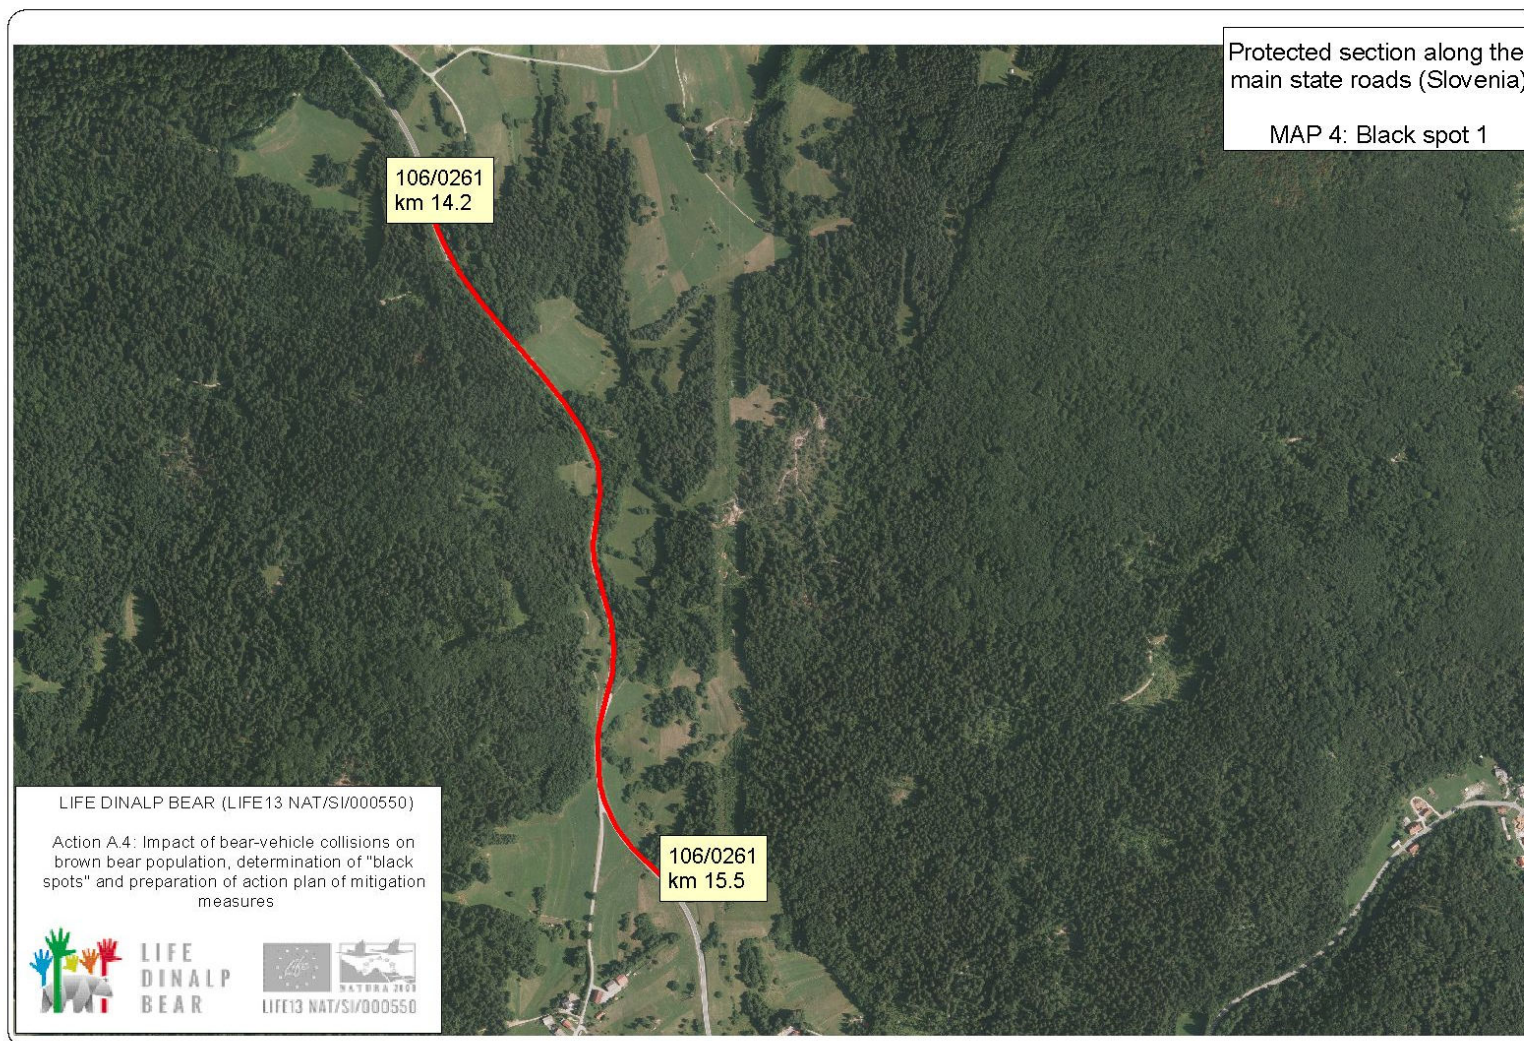 Protected section along the
main state roads (Slovenia)
MAP 4: Black spot 1
106/0261
km 14.2
106/0261
km 15.5
LIFE DINALP BEAR (LIFE13 NAT/SI/000550)
Action A.4: Impact of bear-vehicle collisions on
brown bear population, determination of "black
spots" and preparation of action plan of mitigation
measures
LIFE
DINALP
BEAR
Life
NATURA 2000
LIFE13 NAT/SI/000550